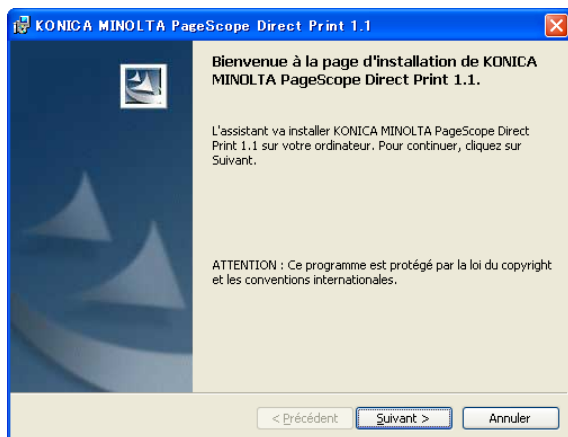 KONICA MINOLTA PageScope Direct Print 1.1
Bienvenue à la page d'installation de KONICA
MINOLTA PageScope Direct Print 1.1.
L'assistant va installer KONICA MINOLTA PageScope Direct
Print 1.1 sur votre ordinateur. Pour continuer, cliquez sur
Suivant.
ATTENTION : Ce programme est protégé par la loi du copyright
et les conventions internationales.
< Précédent
Suivant >
Annuler